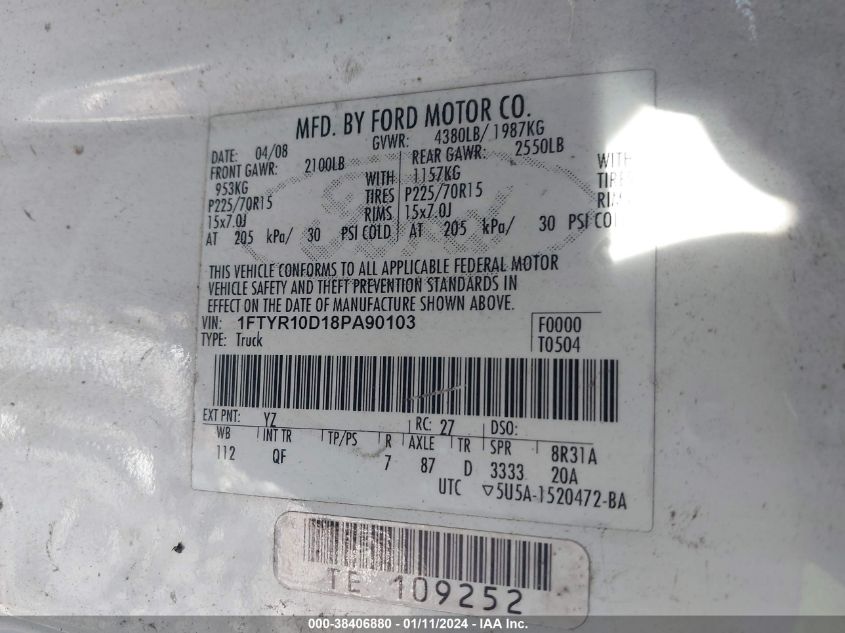 MFD. BY FORD MOTOR CO.
DATE: 04/08 GVWR: 4380LB/ 1987KG
FRONT GAWR: 2100LB REAR GAWR: 2550LB
953KG WITH 1157KG WITH
P225/70R15 TIRES P225/70R15 TIRE
15x7.0J RIMS 15x7.0J RIMS
AT 205 kPa/ 30 PSI COLD AT 205 kPa/ 30 PSI COL
THIS VEHICLE CONFORMS TO ALL APPLICABLE FEDERAL MOTOR
VEHICLE SAFETY AND THEFT PREVENTION STANDARDS IN
EFFECT ON THE DATE OF MANUFACTURE SHOWN ABOVE.
VIN: 1FTYR10D18PA90103 F0000
TYPE: Truck T0504
EXT PNT: YZ RC: 27 DSO:
WB INT TR TP/PS R AXLE TR SPR 8R31A
112 QF 7 87 D 3333 20A
UTC ▽5U5A-1520472-BA
TE 109252
000-38406880 - 01/11/2024 - IAA Inc.